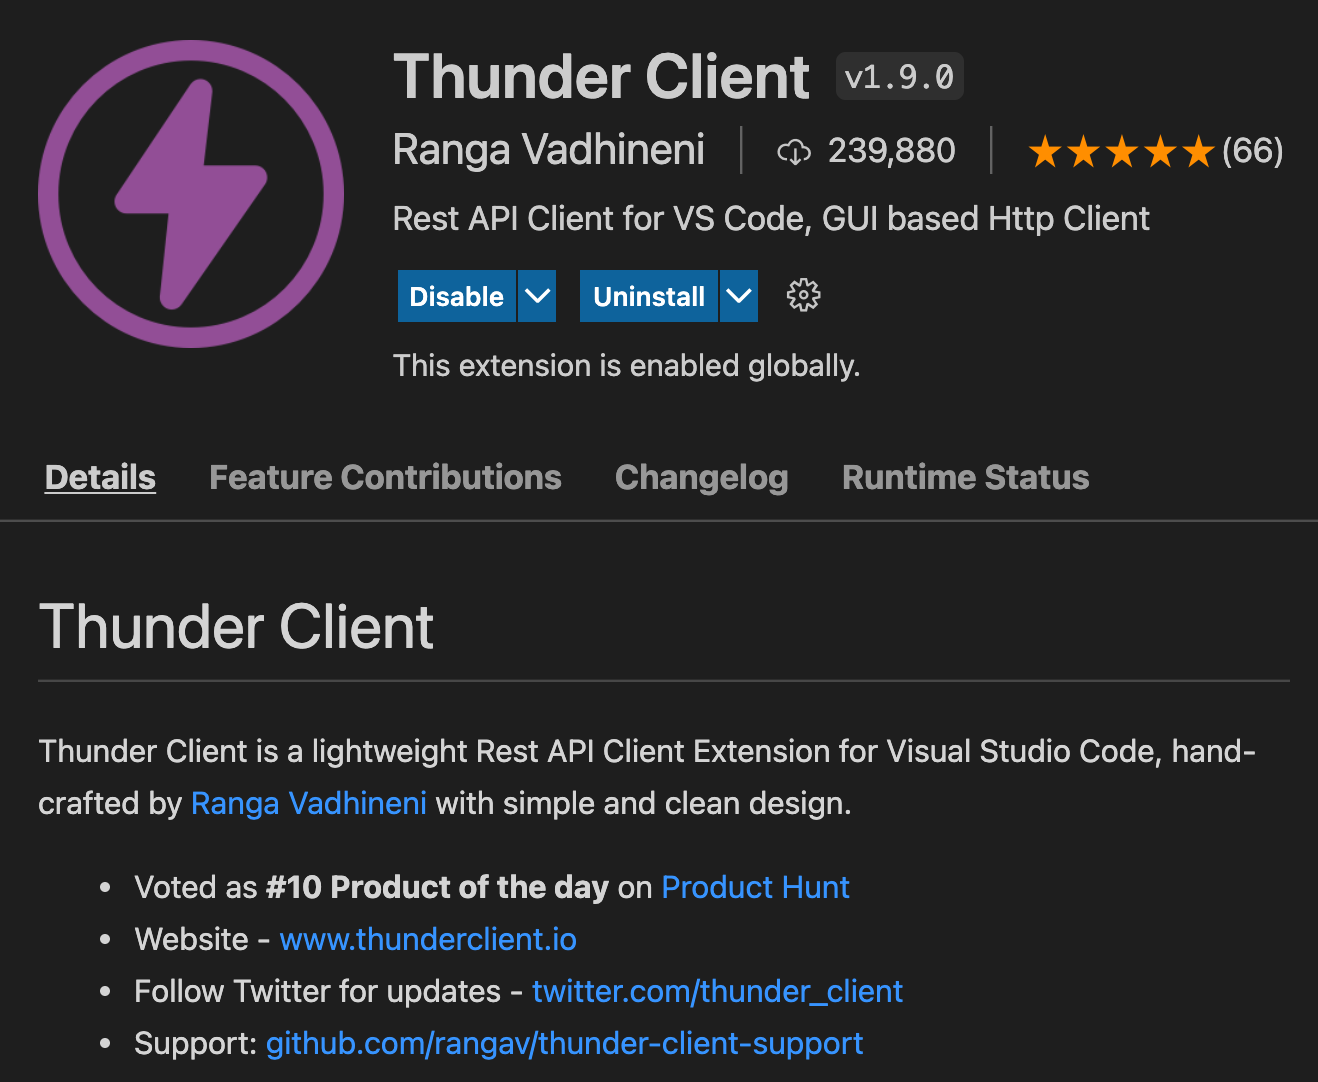 Thunder Client v1.9.0
Ranga Vadhineni 239,880 (66)
Rest API Client for VS Code, GUI based Http Client
Disable Uninstall
This extension is enabled globally.
Details Feature Contributions Changelog Runtime Status
Thunder Client
Thunder Client is a lightweight Rest API Client Extension for Visual Studio Code, hand-
crafted by Ranga Vadhineni with simple and clean design.
• Voted as #10 Product of the day on Product Hunt
• Website - www.thunderclient.io
• Follow Twitter for updates - twitter.com/thunder_client
• Support: github.com/rangav/thunder-client-support